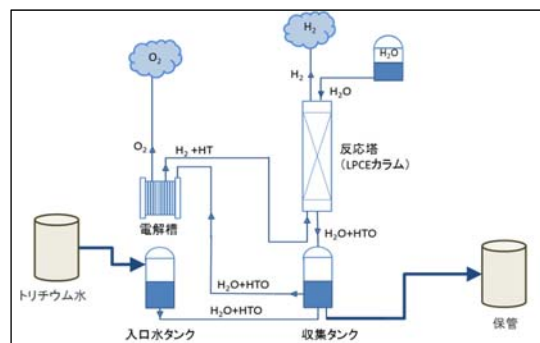 H₂
O₂
H₂O
H₂
H₂O
O₂
H₂ +HT
反応塔
(LPCEカラム)
電解槽
H₂O+HTO
トリチウム水
H₂O+HTO
保管
H₂O+HTO
入口水タンク
収集タンク